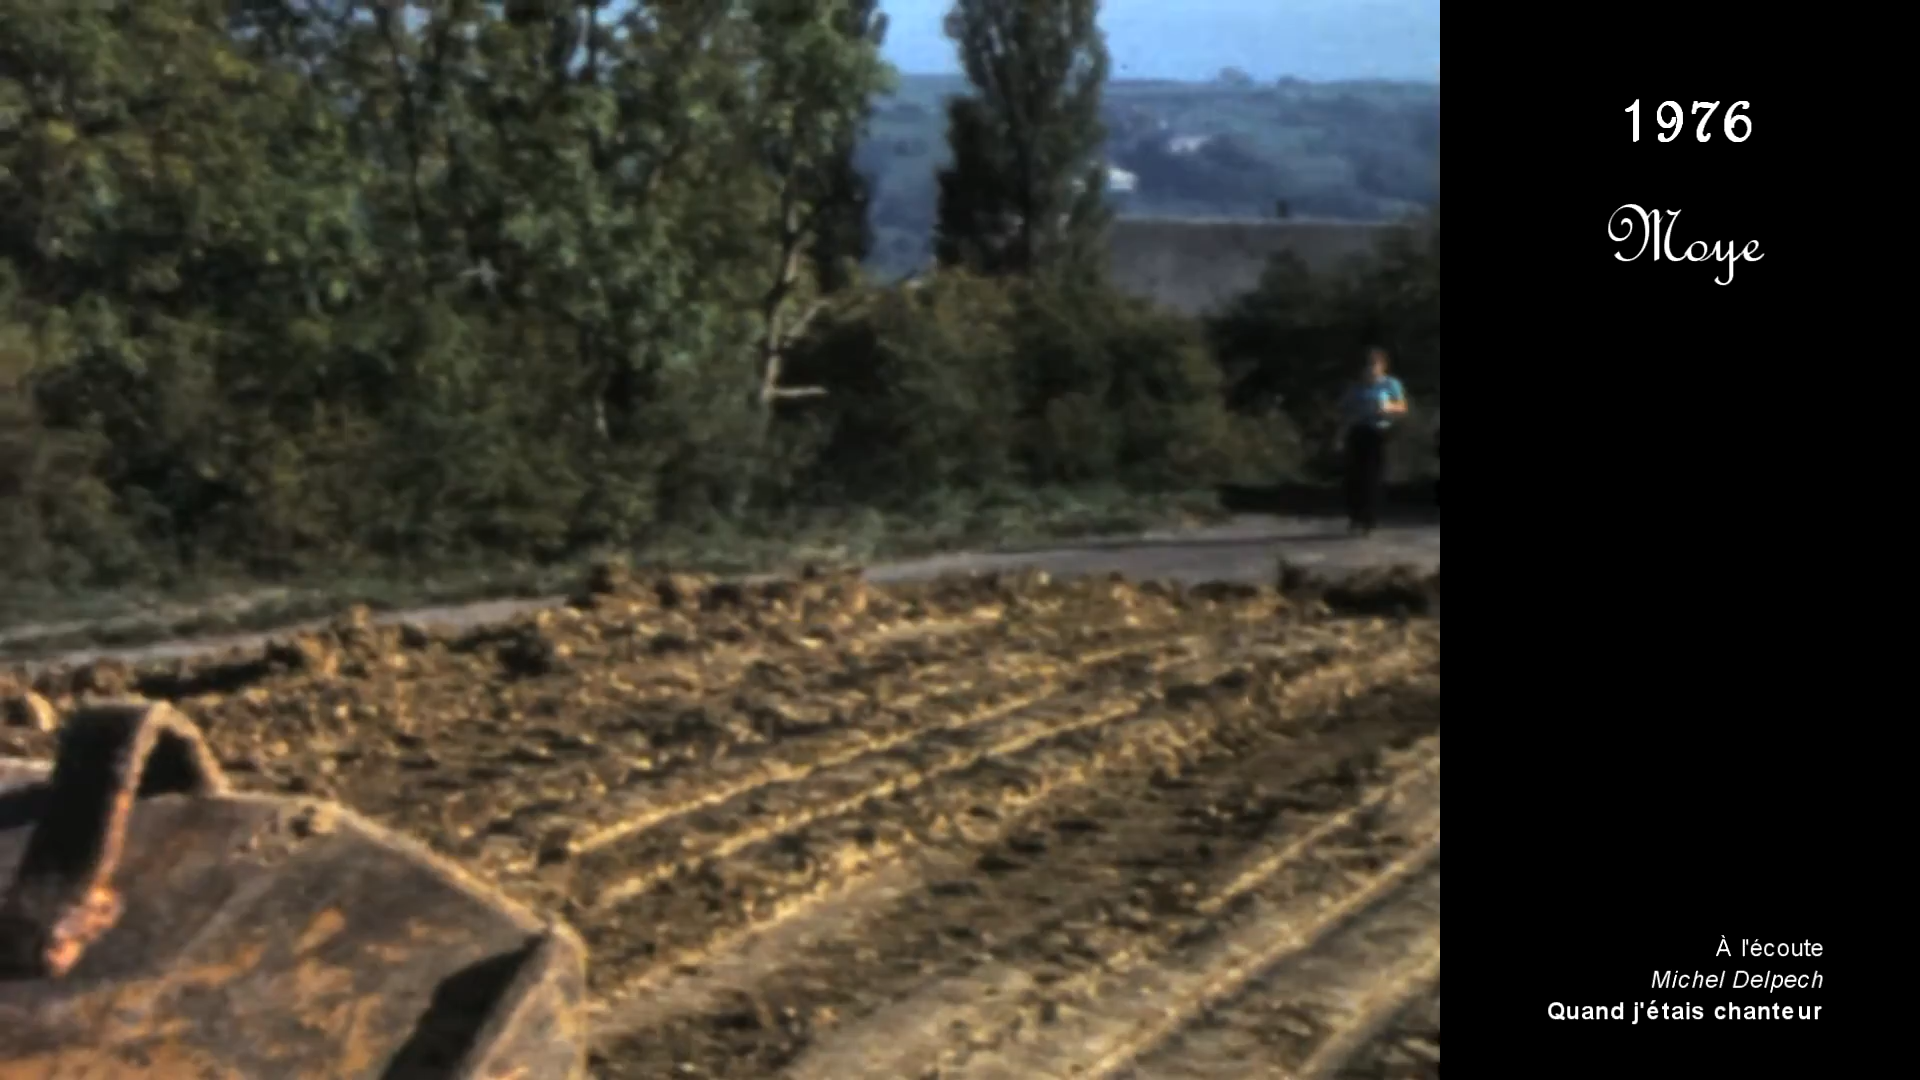 1976
Moye
À l'écoute
Michel Delpech
Quand j'étais chanteur